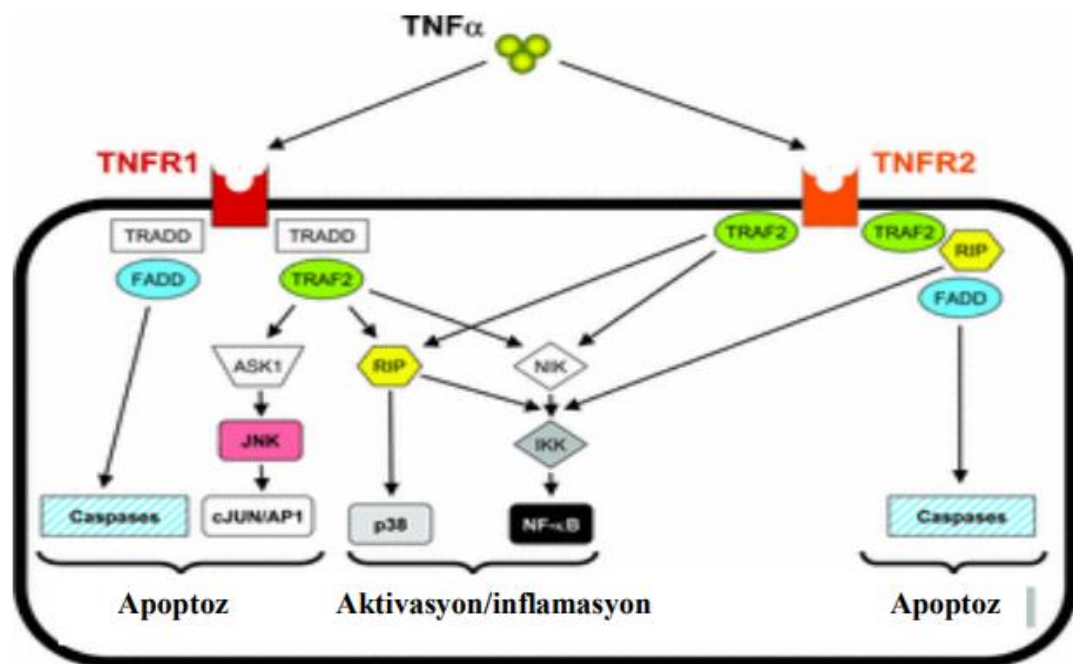 TNFα
TNFR1
TNFR2
TRADD
TRADD
TRAF2
TRAF2
RIP
FADD
TRAF2
FADD
ASK1
RIP
NIK
JNK
IKK
Caspases
cJUN/AP1
p38
NF-κB
Caspases
Apoptoz
Aktivasyon/inflamasyon
Apoptoz